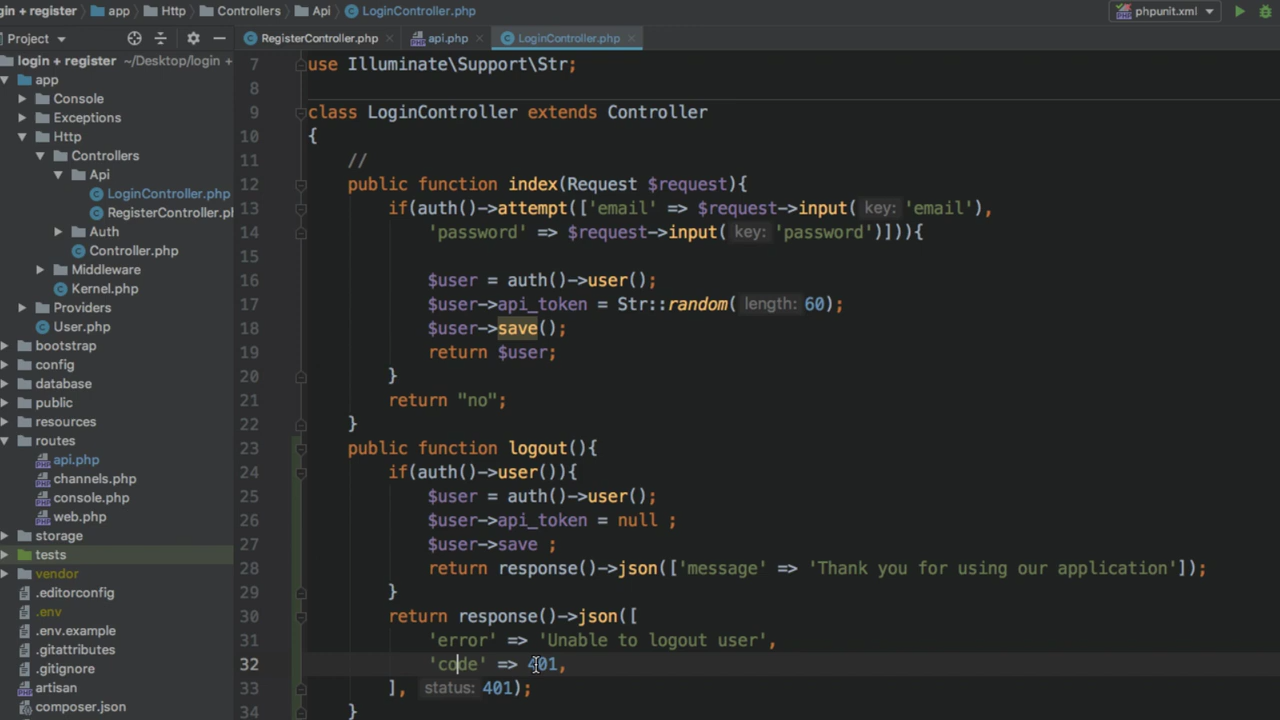 gin + register app Http Controllers Api LoginController.php phpunit.xml
Project RegisterController.php api.php LoginController.php
login + register ~/Desktop/login +
app
Console
Exceptions
Http
Controllers
Api
LoginController.php
RegisterController.ph
Auth
Controller.php
Middleware
Kernel.php
Providers
User.php
bootstrap
config
database
public
resources
routes
api.php
channels.php
console.php
web.php
storage
tests
vendor
.editorconfig
.env
.env.example
.gitattributes
.gitignore
artisan
composer.json
7 use Illuminate\Support\Str;
8
9 class LoginController extends Controller
10 {
11 //
12 public function index(Request $request){
13 if(auth()->attempt(['email' => $request->input( key: 'email'),
14 'password' => $request->input( key: 'password')])){
15
16 $user = auth()->user();
17 $user->api_token = Str::random( length: 60);
18 $user->save();
19 return $user;
20 }
21 return "no";
22 }
23 public function logout(){
24 if(auth()->user()){
25 $user = auth()->user();
26 $user->api_token = null ;
27 $user->save ;
28 return response()->json(['message' => 'Thank you for using our application']);
29 }
30 return response()->json([
31 'error' => 'Unable to logout user',
32 'code' => 401,
33 ], status: 401);
34 }